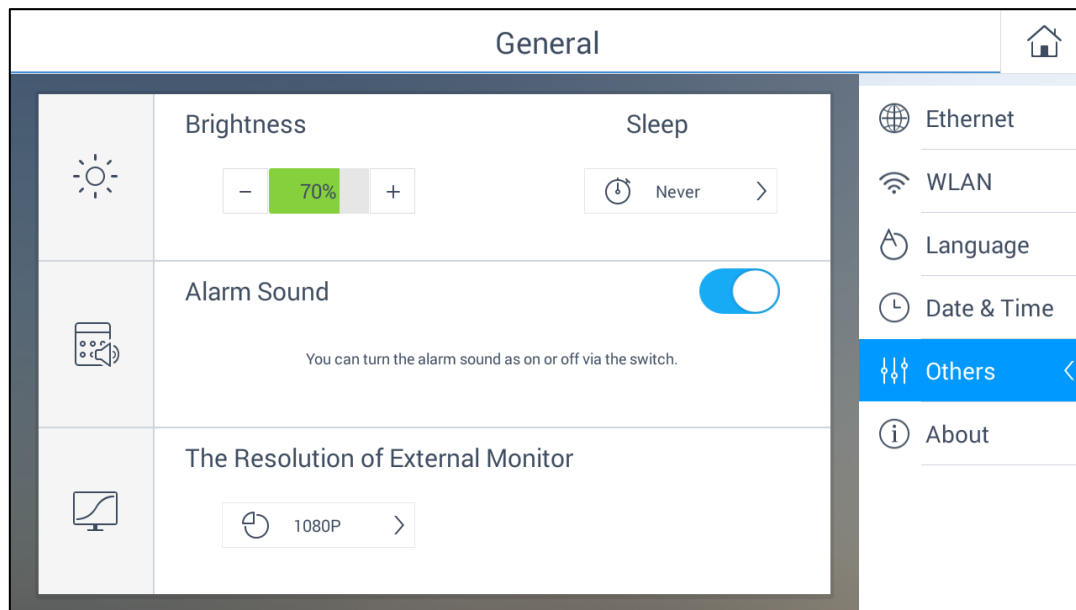 General
Brightness
Sleep
− 70% +
Never
Alarm Sound
You can turn the alarm sound as on or off via the switch.
The Resolution of External Monitor
1080P
Ethernet
WLAN
Language
Date & Time
Others
About